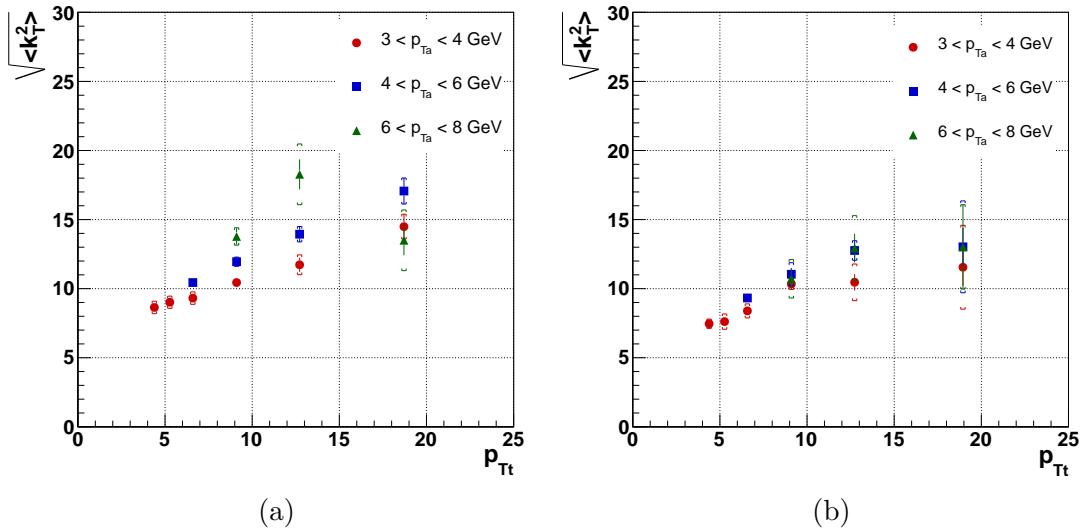 √<k_T^2>
30
25
20
15
10
5
0
3 < p_Ta < 4 GeV
4 < p_Ta < 6 GeV
6 < p_Ta < 8 GeV
0 5 10 15 20 25
p_Tt
(a)
√<k_T^2>
30
25
20
15
10
5
0
3 < p_Ta < 4 GeV
4 < p_Ta < 6 GeV
6 < p_Ta < 8 GeV
0 5 10 15 20 25
p_Tt
(b)